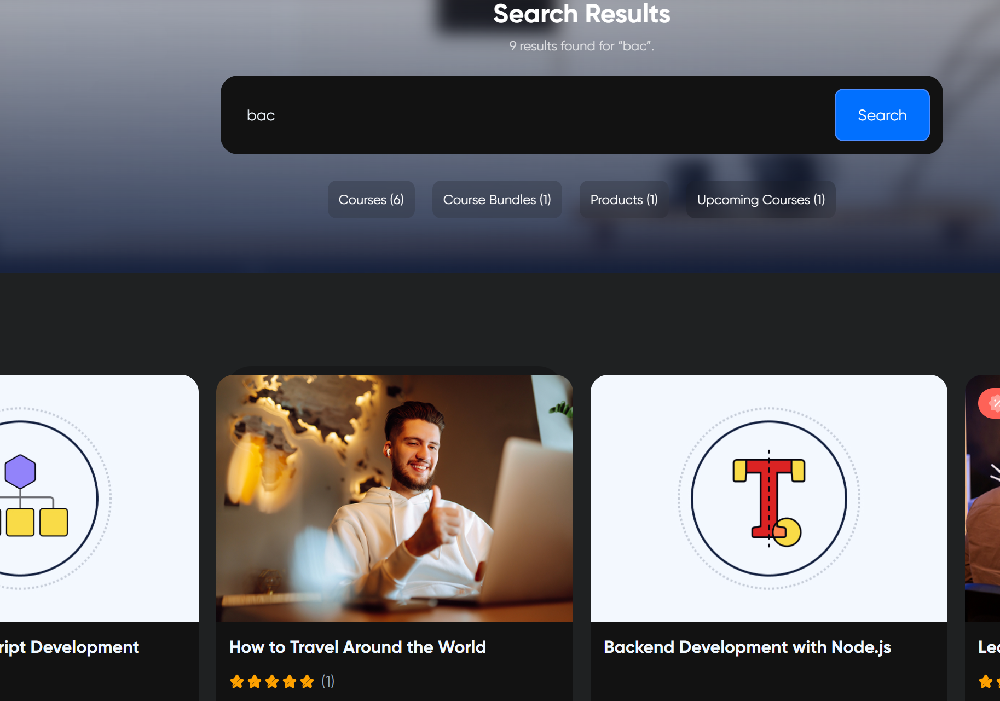 Search Results
9 results found for “bac”.
bac
Search
Courses (6)
Course Bundles (1)
Products (1)
Upcoming Courses (1)
ript Development
How to Travel Around the World
(1)
Backend Development with Node.js